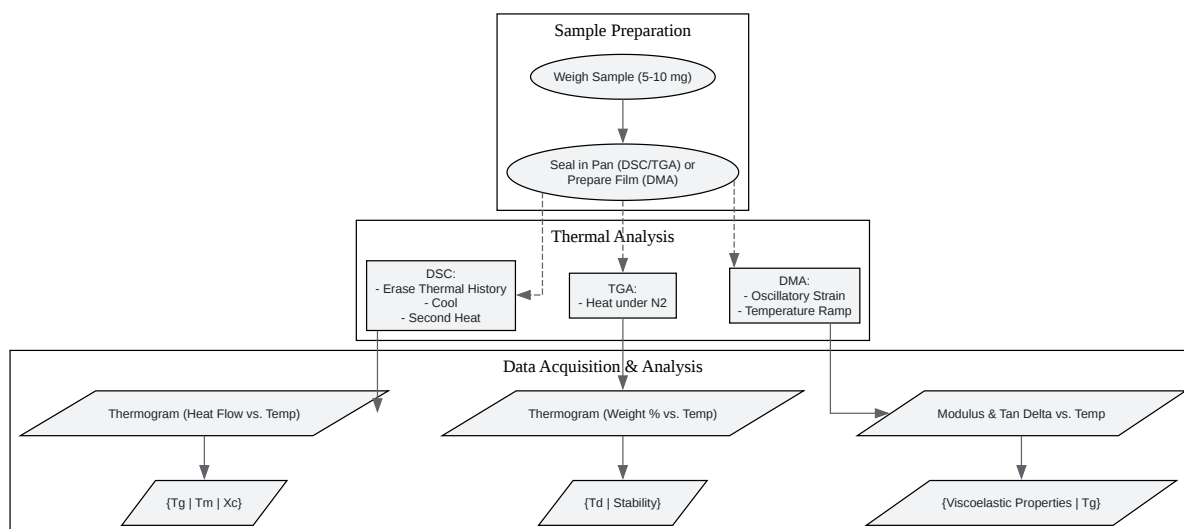 Sample Preparation
Weigh Sample (5-10 mg)
Seal in Pan (DSC/TGA) or
Prepare Film (DMA)
Thermal Analysis
DSC:
- Erase Thermal History
- Cool
- Second Heat
TGA:
- Heat under N2
DMA:
- Oscillatory Strain
- Temperature Ramp
Data Acquisition & Analysis
Thermogram (Heat Flow vs. Temp)
Thermogram (Weight % vs. Temp)
Modulus & Tan Delta vs. Temp
{Tg | Tm | Xc}
{Td | Stability}
{Viscoelastic Properties | Tg}